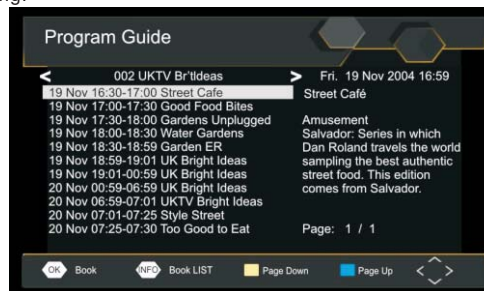 ng.
Program Guide
< 002 UKTV Br'tIdeas > Fri. 19 Nov 2004 16:59
19 Nov 16:30-17:00 Street Cafe
19 Nov 17:00-17:30 Good Food Bites
19 Nov 17:30-18:00 Gardens Unplugged
19 Nov 18:00-18:30 Water Gardens
19 Nov 18:30-18:59 Garden ER
19 Nov 18:59-19:01 UK Bright Ideas
19 Nov 19:01-00:59 UK Bright Ideas
20 Nov 00:59-06:59 UK Bright Ideas
20 Nov 06:59-07:01 UKTV Bright Ideas
20 Nov 07:01-07:25 Style Street
20 Nov 07:25-07:30 Too Good to Eat
Street Café
Amusement
Salvador: Series in which
Dan Roland travels the world
sampling the best authentic
street food. This edition
comes from Salvador.
Page: 1 / 1
OK Book INFO Book LIST Page Down Page Up